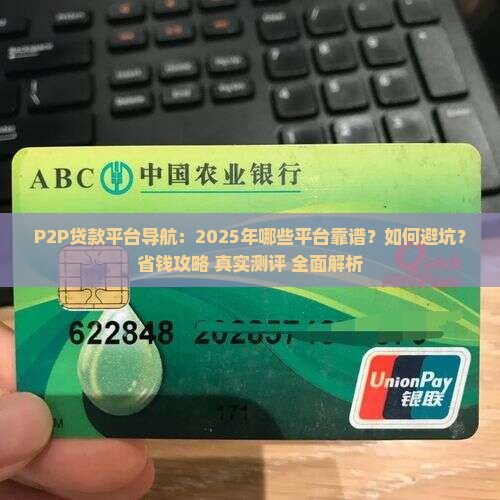 ABC 中国农业银行
P2P贷款平台导航：2025年哪些平台靠谱？如何避坑？
省钱攻略 真实测评 全面解析
622848
171
UnionPay
银联